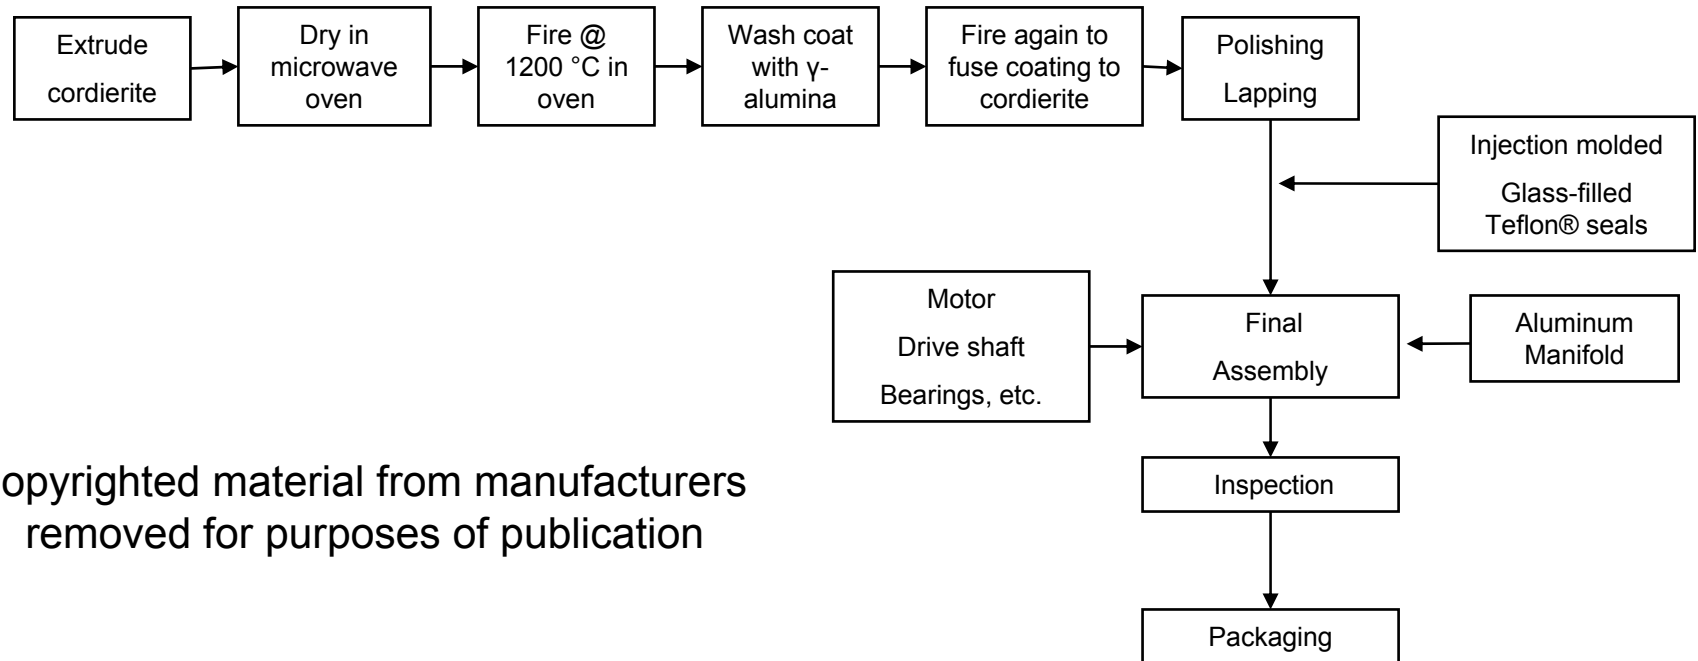 Extrude
cordierite
Dry in
microwave
oven
Fire @
1200 °C in
oven
Wash coat
with γ-
alumina
Fire again to
fuse coating to
cordierite
Polishing
Lapping
Injection molded
Glass-filled
Teflon® seals
Motor
Drive shaft
Bearings, etc.
Final
Assembly
Aluminum
Manifold
opyrighted material from manufacturers
removed for purposes of publication
Inspection
Packaging